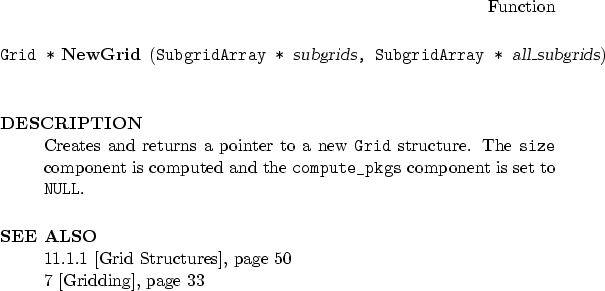 Function
Grid * NewGrid (SubgridArray * subgrids, SubgridArray * all_subgrids)
DESCRIPTION
Creates and returns a pointer to a new Grid structure. The size
component is computed and the compute_pkgs component is set to
NULL.
SEE ALSO
11.1.1 [Grid Structures], page 50
7 [Gridding], page 33